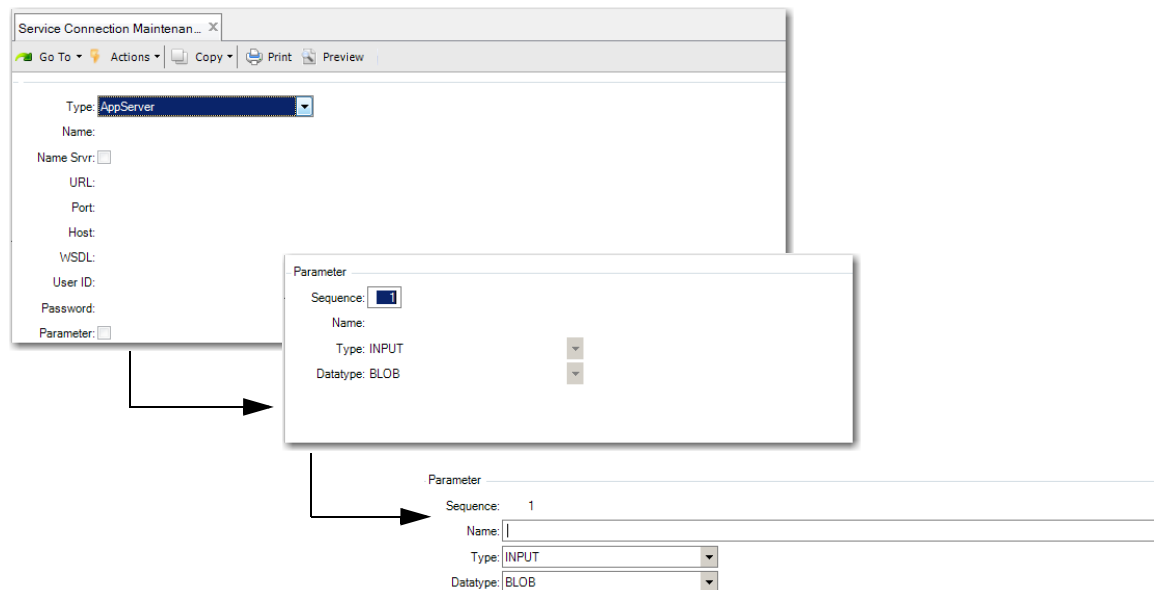 Service Connection Maintenan...
Go To Actions Copy Print Preview
Type: AppServer
Name:
Name Srvr:
URL:
Port:
Host:
WSDL:
User ID:
Password:
Parameter:
Parameter
Sequence: 1
Name:
Type: INPUT
Datatype: BLOB
Parameter
Sequence: 1
Name:
Type: INPUT
Datatype: BLOB